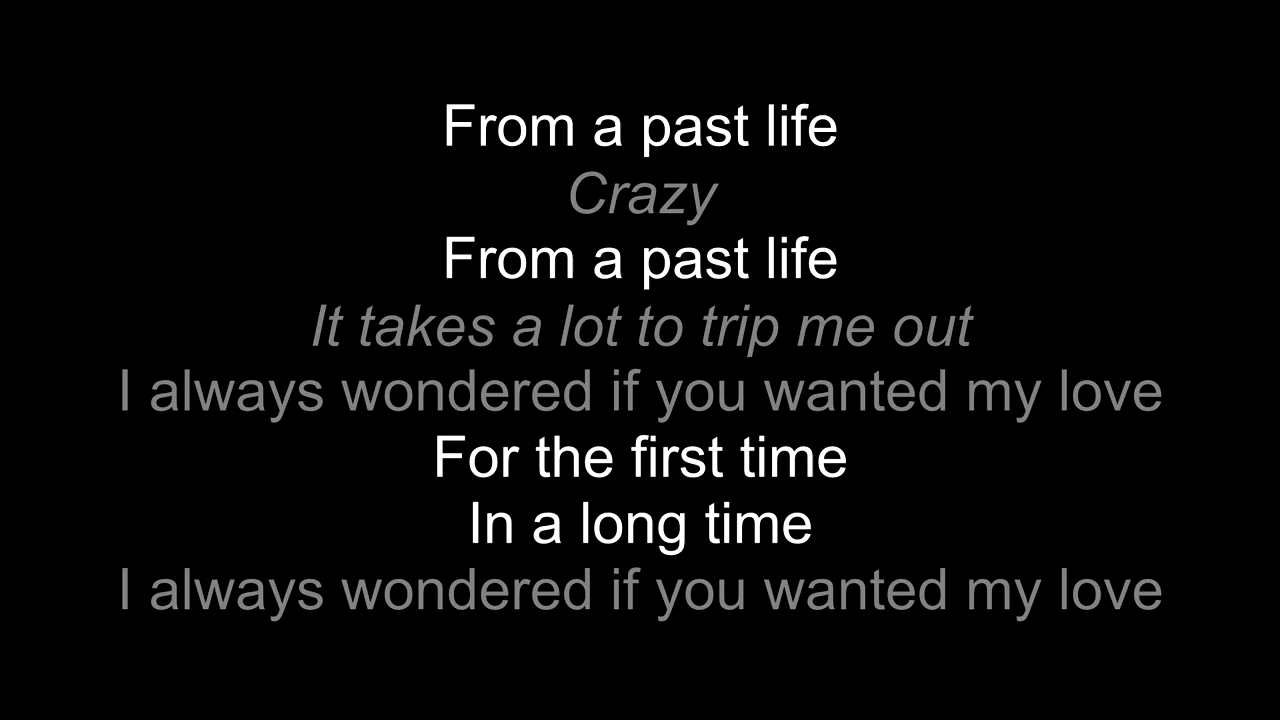 From a past life
Crazy
From a past life
It takes a lot to trip me out
I always wondered if you wanted my love
For the first time
In a long time
I always wondered if you wanted my love